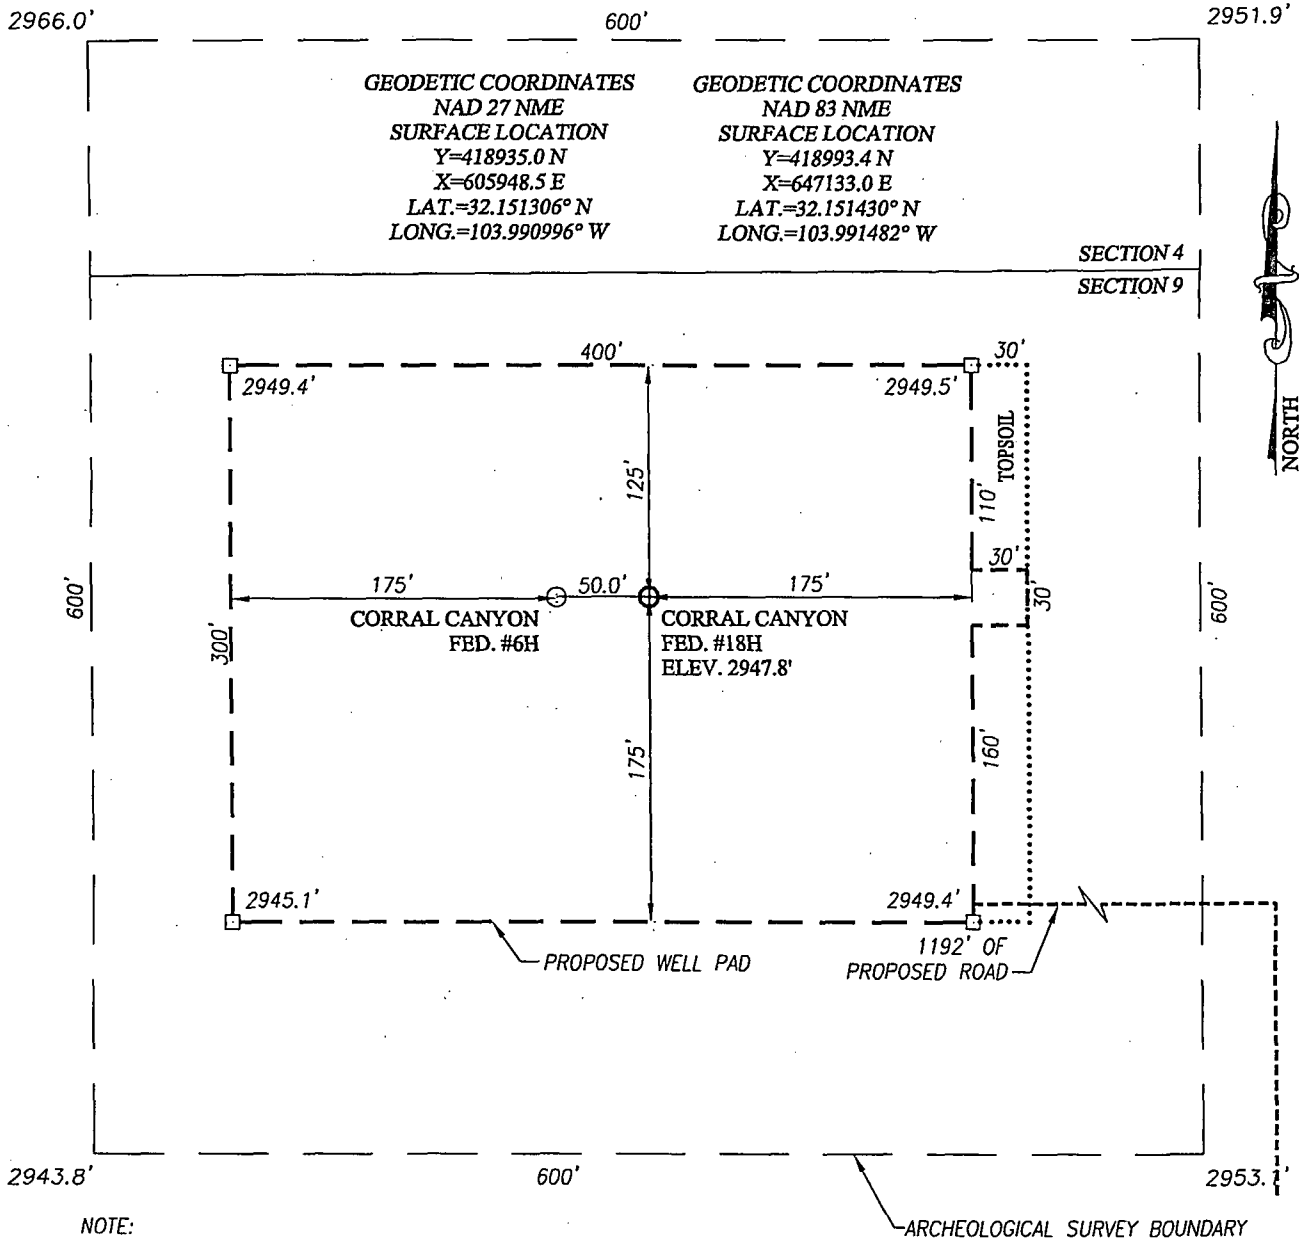 2966.0'
600'
2951.9'
GEODETIC COORDINATES
NAD 27 NME
SURFACE LOCATION
Y=418935.0 N
X=605948.5 E
LAT.=32.151306° N
LONG.=103.990996° W
GEODETIC COORDINATES
NAD 83 NME
SURFACE LOCATION
Y=418993.4 N
X=647133.0 E
LAT.=32.151430° N
LONG.=103.991482° W
SECTION 4
SECTION 9
NORTH
400'
30'
2949.4'
2949.5'
TOPSOIL
125'
110'
30'
600'
175'
50.0'
175'
30'
600'
CORRAL CANYON
FED. #6H
CORRAL CANYON
FED. #18H
ELEV. 2947.8'
300'
175'
160'
2945.1'
2949.4'
PROPOSED WELL PAD
1192' OF
PROPOSED ROAD
2943.8'
600'
2953.1'
NOTE:
ARCHEOLOGICAL SURVEY BOUNDARY